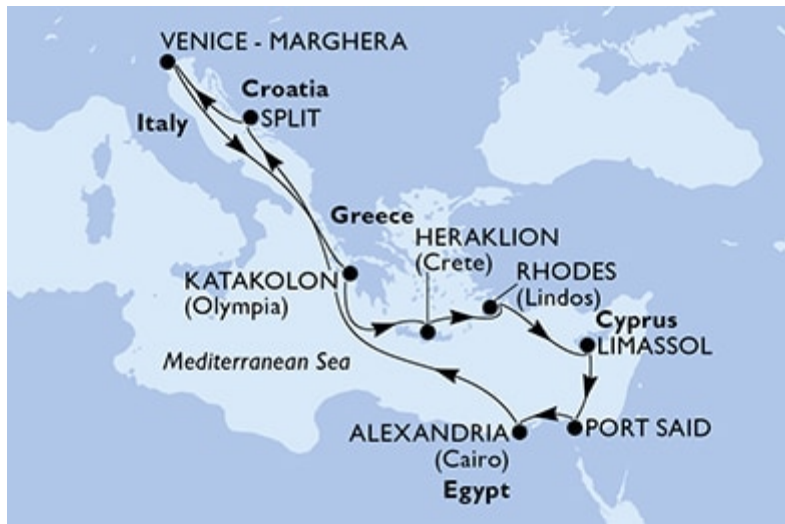 VENICE - MARGHERA
Croatia
SPLIT
Italy
Greece
HERAKLION
(Crete)
KATAKOLON
(Olympia)
RHODES
(Lindos)
Cyprus
LIMASSOL
Mediterranean Sea
ALEXANDRIA
(Cairo)
PORT SAID
Egypt